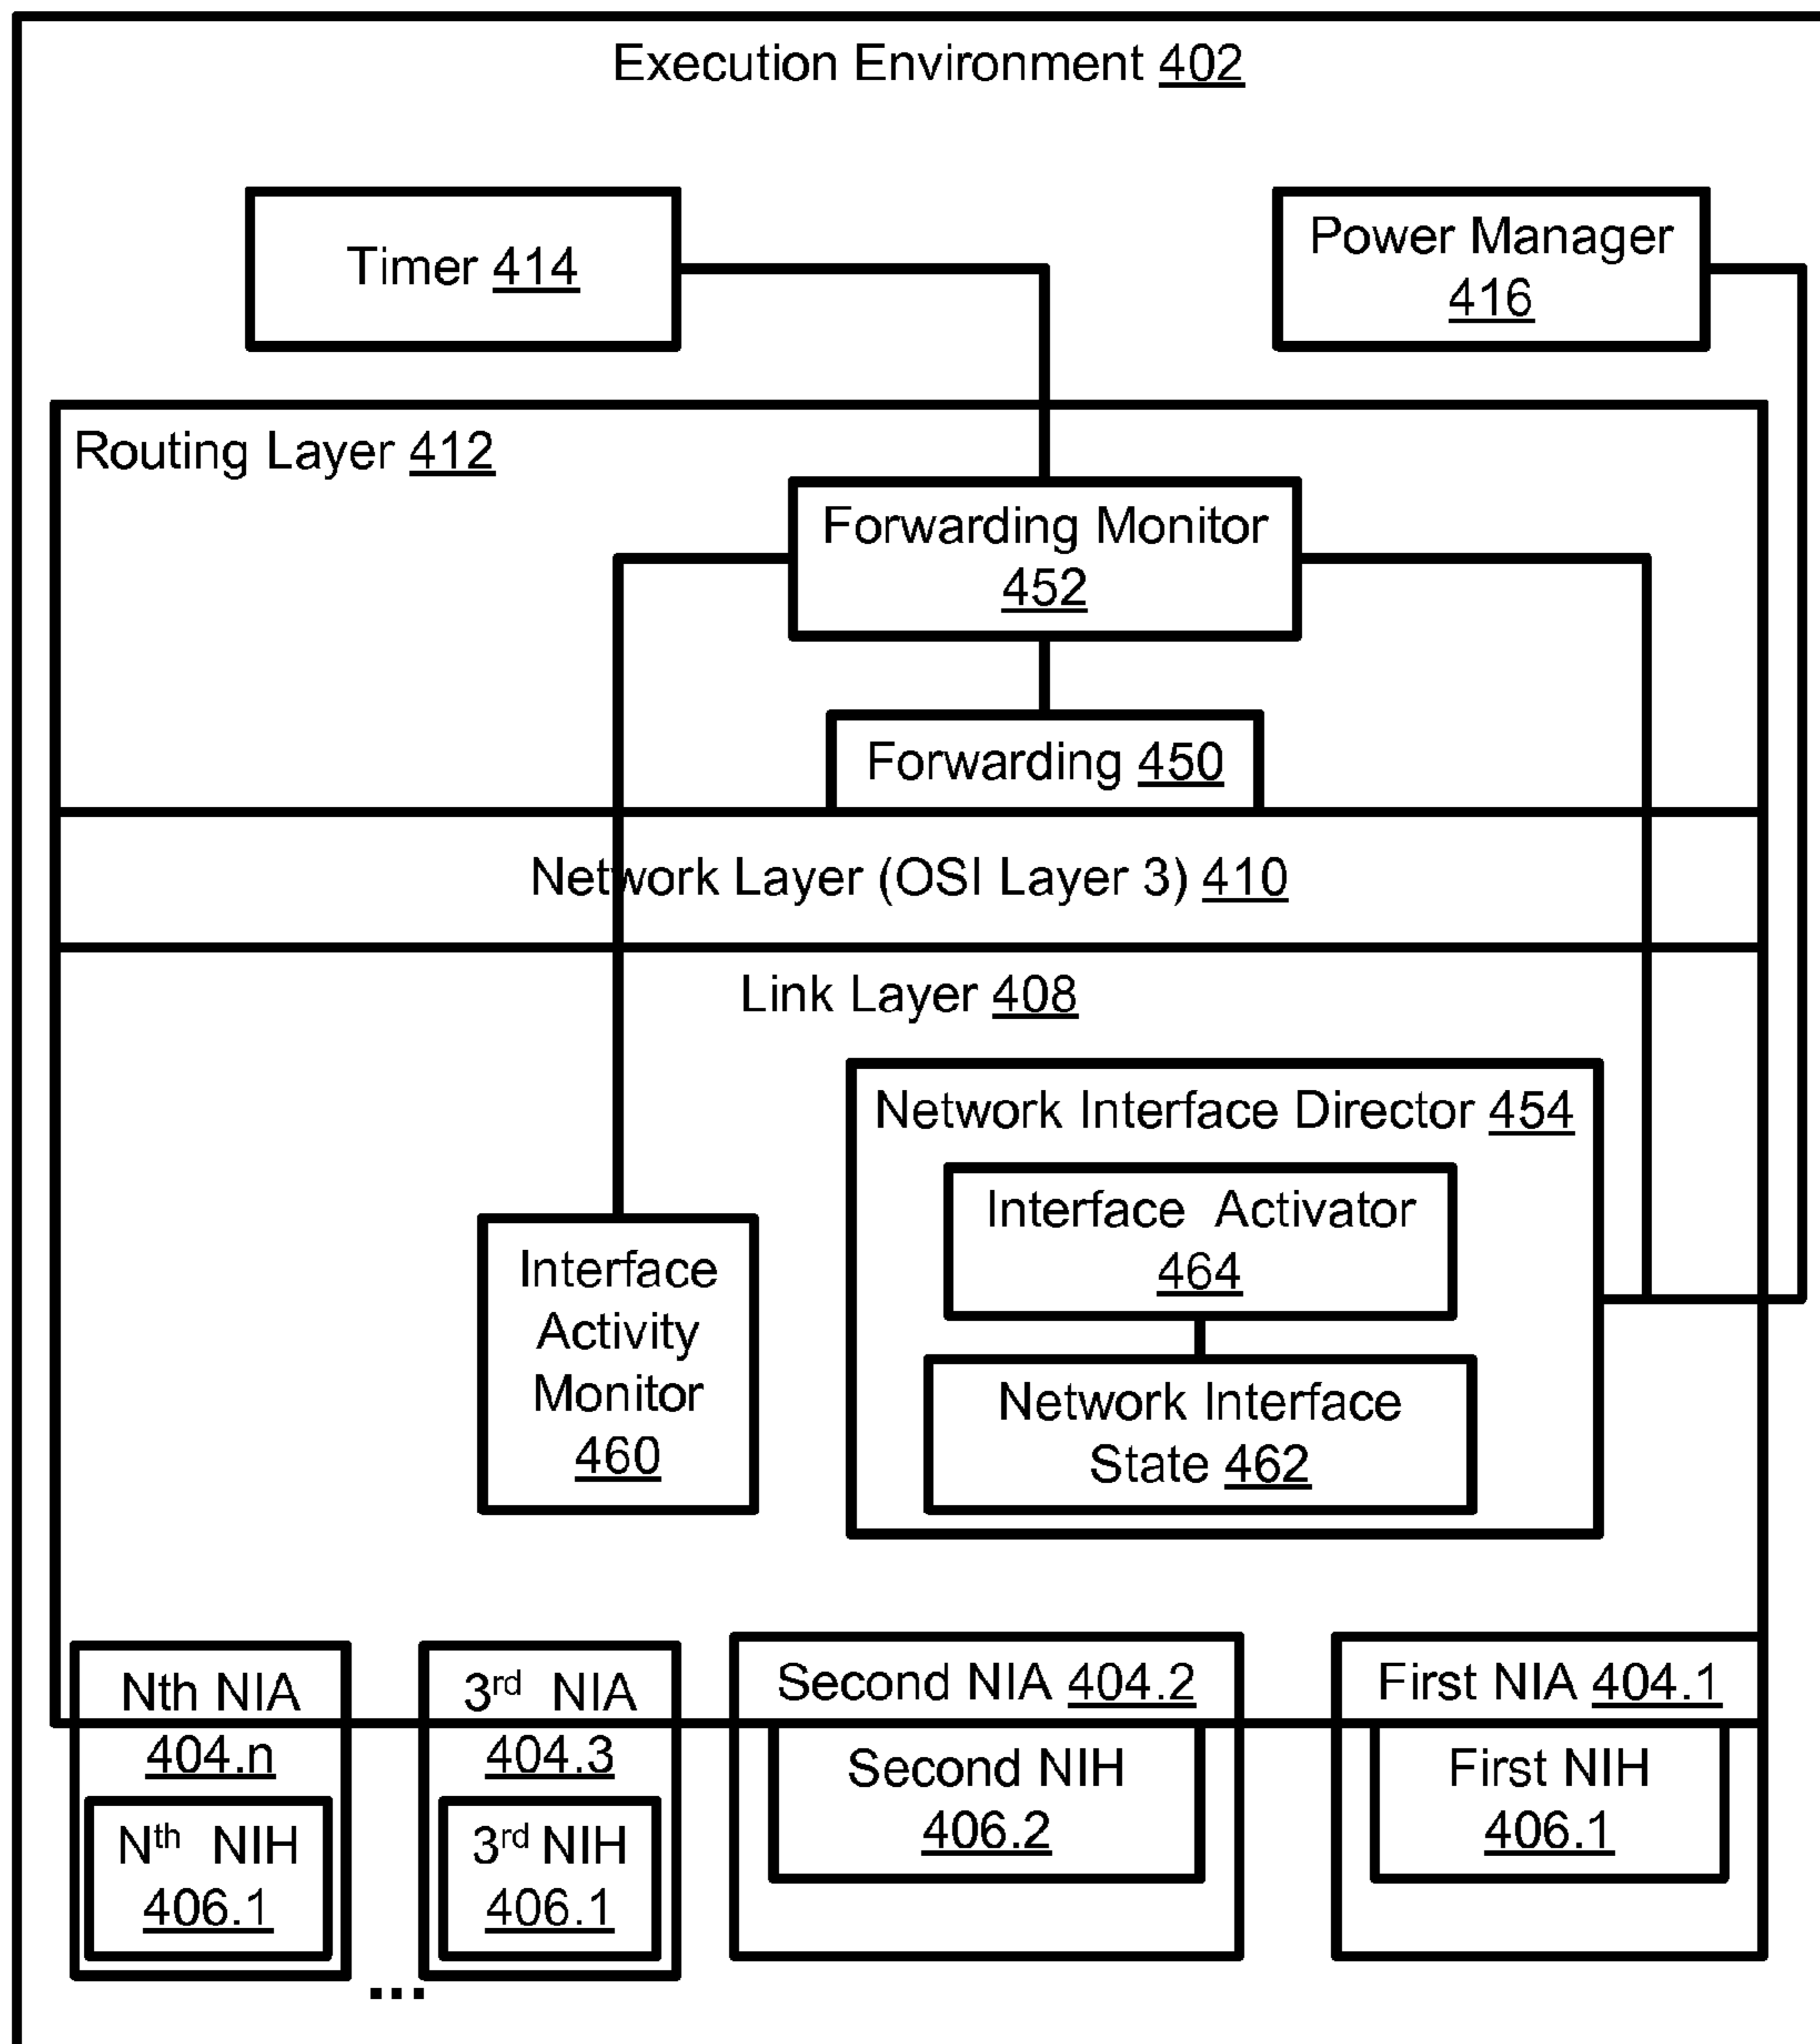 Execution Environment 402
Timer 414
Power Manager
416
Routing Layer 412
Forwarding Monitor
452
Forwarding 450
Network Layer (OSI Layer 3) 410
Link Layer 408
Network Interface Director 454
Interface Activator
464
Network Interface
State 462
Interface
Activity
Monitor
460
Nth NIA
404.n
Nth NIH
406.1
...
3rd NIA
404.3
3rd NIH
406.1
Second NIA 404.2
Second NIH
406.2
First NIA 404.1
First NIH
406.1